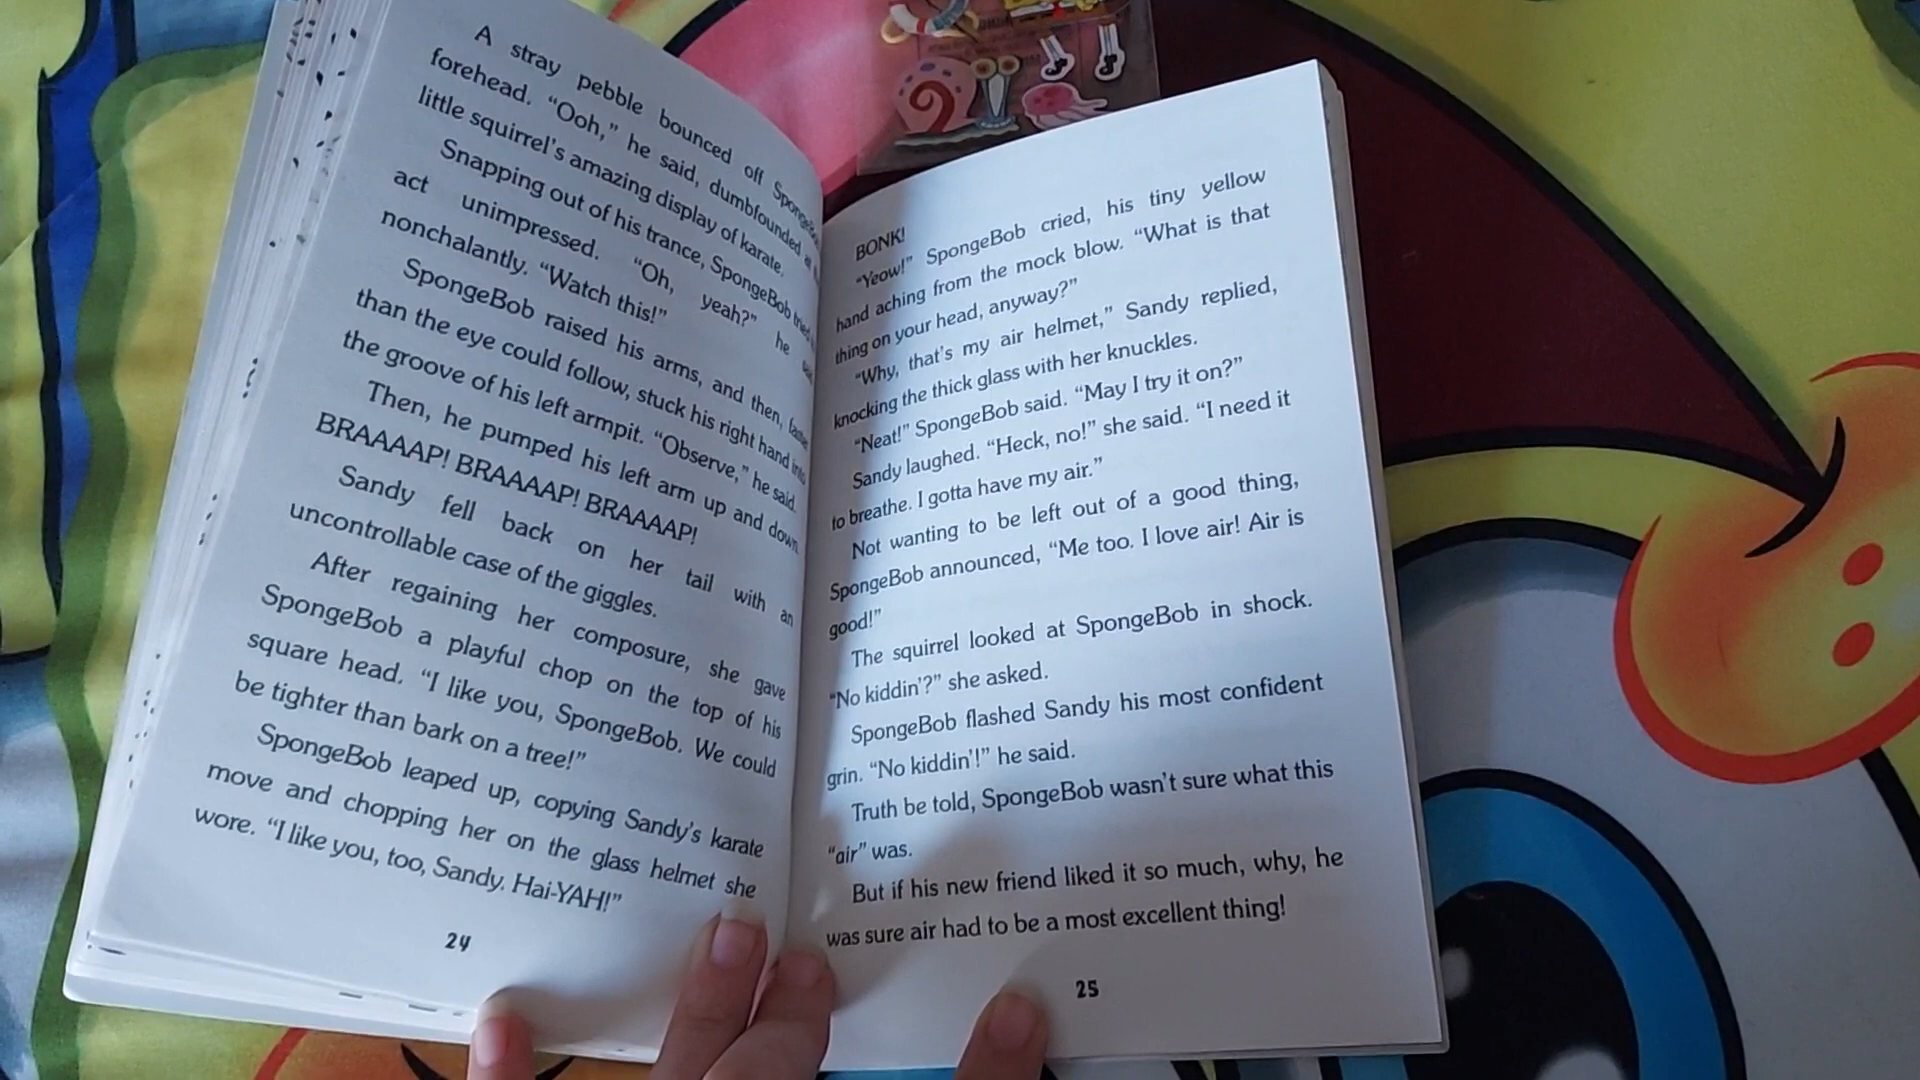 A stray pebble bounced off SpongeBob
forehead. “Ooh,” he said, dumbfounded at
little squirrel’s amazing display of karate.
Snapping out of his trance, SpongeBob tried
act unimpressed. “Oh, yeah?” he
nonchalantly. “Watch this!”
SpongeBob raised his arms, and then, faster
than the eye could follow, stuck his right hand into
the groove of his left armpit. “Observe,” he said.
Then, he pumped his left arm up and down.
BRAAAAP! BRAAAAP! BRAAAAP!
Sandy fell back on her tail with an
uncontrollable case of the giggles.
After regaining her composure, she gave
SpongeBob a playful chop on the top of his
square head. “I like you, SpongeBob. We could
be tighter than bark on a tree!”
SpongeBob leaped up, copying Sandy’s karate
move and chopping her on the glass helmet she
wore. “I like you, too, Sandy. Hai-YAH!”
24
BONK!
“Yeow!” SpongeBob cried, his tiny yellow
hand aching from the mock blow. “What is that
thing on your head, anyway?”
“Why, that’s my air helmet,” Sandy replied,
knocking the thick glass with her knuckles.
“Neat!” SpongeBob said. “May I try it on?”
Sandy laughed. “Heck, no!” she said. “I need it
to breathe. I gotta have my air.”
Not wanting to be left out of a good thing,
SpongeBob announced, “Me too. I love air! Air is
good!”
The squirrel looked at SpongeBob in shock.
“No kiddin’?” she asked.
SpongeBob flashed Sandy his most confident
grin. “No kiddin’!” he said.
Truth be told, SpongeBob wasn’t sure what this
“air” was.
But if his new friend liked it so much, why, he
was sure air had to be a most excellent thing!
25